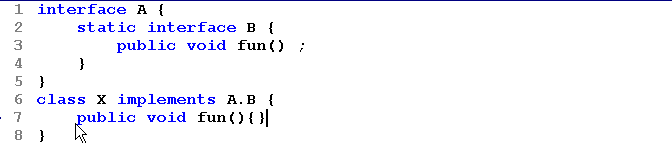 1 interface A {
2     static interface B {
3         public void fun() ;
4     }
5 }
6 class X implements A.B {
7     public void fun(){}
8 }